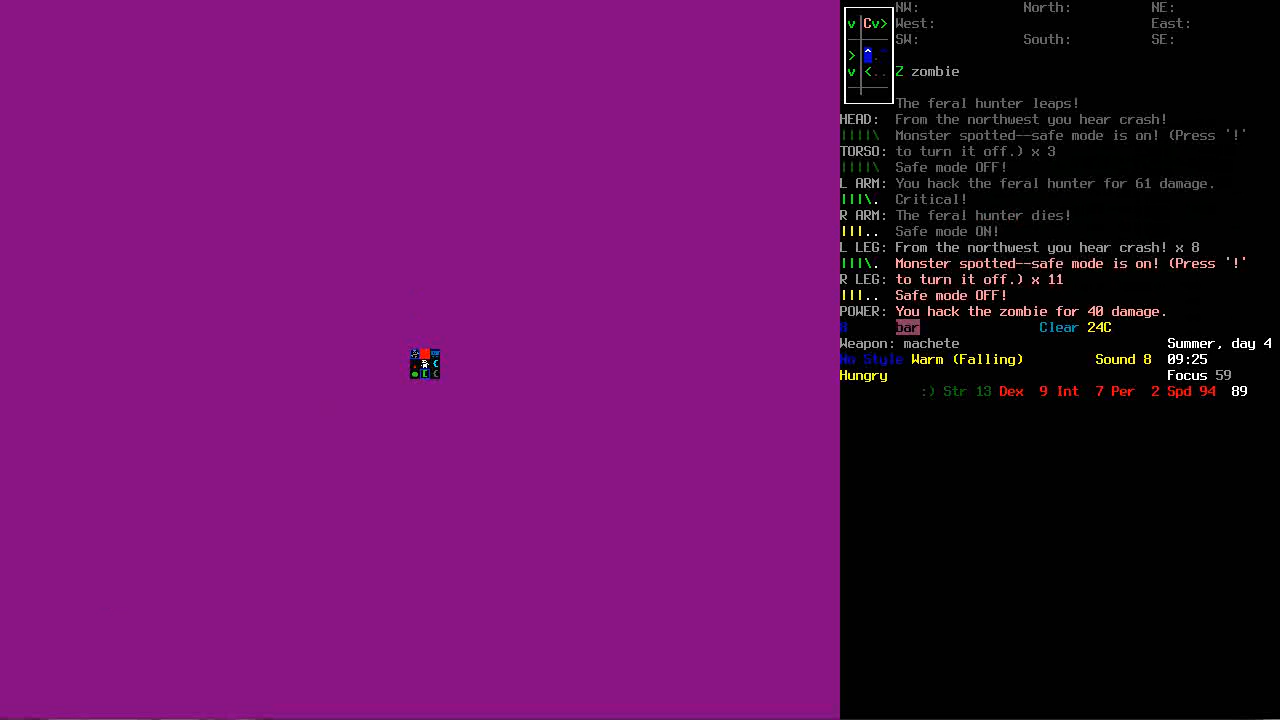 NW: North: NE:
v Cv> West: East:
SW: South: SE:
> ^.
v <.. Z zombie
The feral hunter leaps!
HEAD: From the northwest you hear crash!
||||\ Monster spotted--safe mode is on! (Press '!'
TORSO: to turn it off.) x 3
||||\ Safe mode OFF!
L ARM: You hack the feral hunter for 61 damage.
|||\. Critical!
R ARM: The feral hunter dies!
|||.. Safe mode ON!
L LEG: From the northwest you hear crash! x 8
|||\. Monster spotted--safe mode is on! (Press '!'
R LEG: to turn it off.) x 11
|||.. Safe mode OFF!
POWER: You hack the zombie for 40 damage.
bar Clear 24C
Weapon: machete Summer, day 4
No Style Warm (Falling) Sound 8 09:25
Hungry Focus 59
:) Str 13 Dex 9 Int 7 Per 2 Spd 94 89